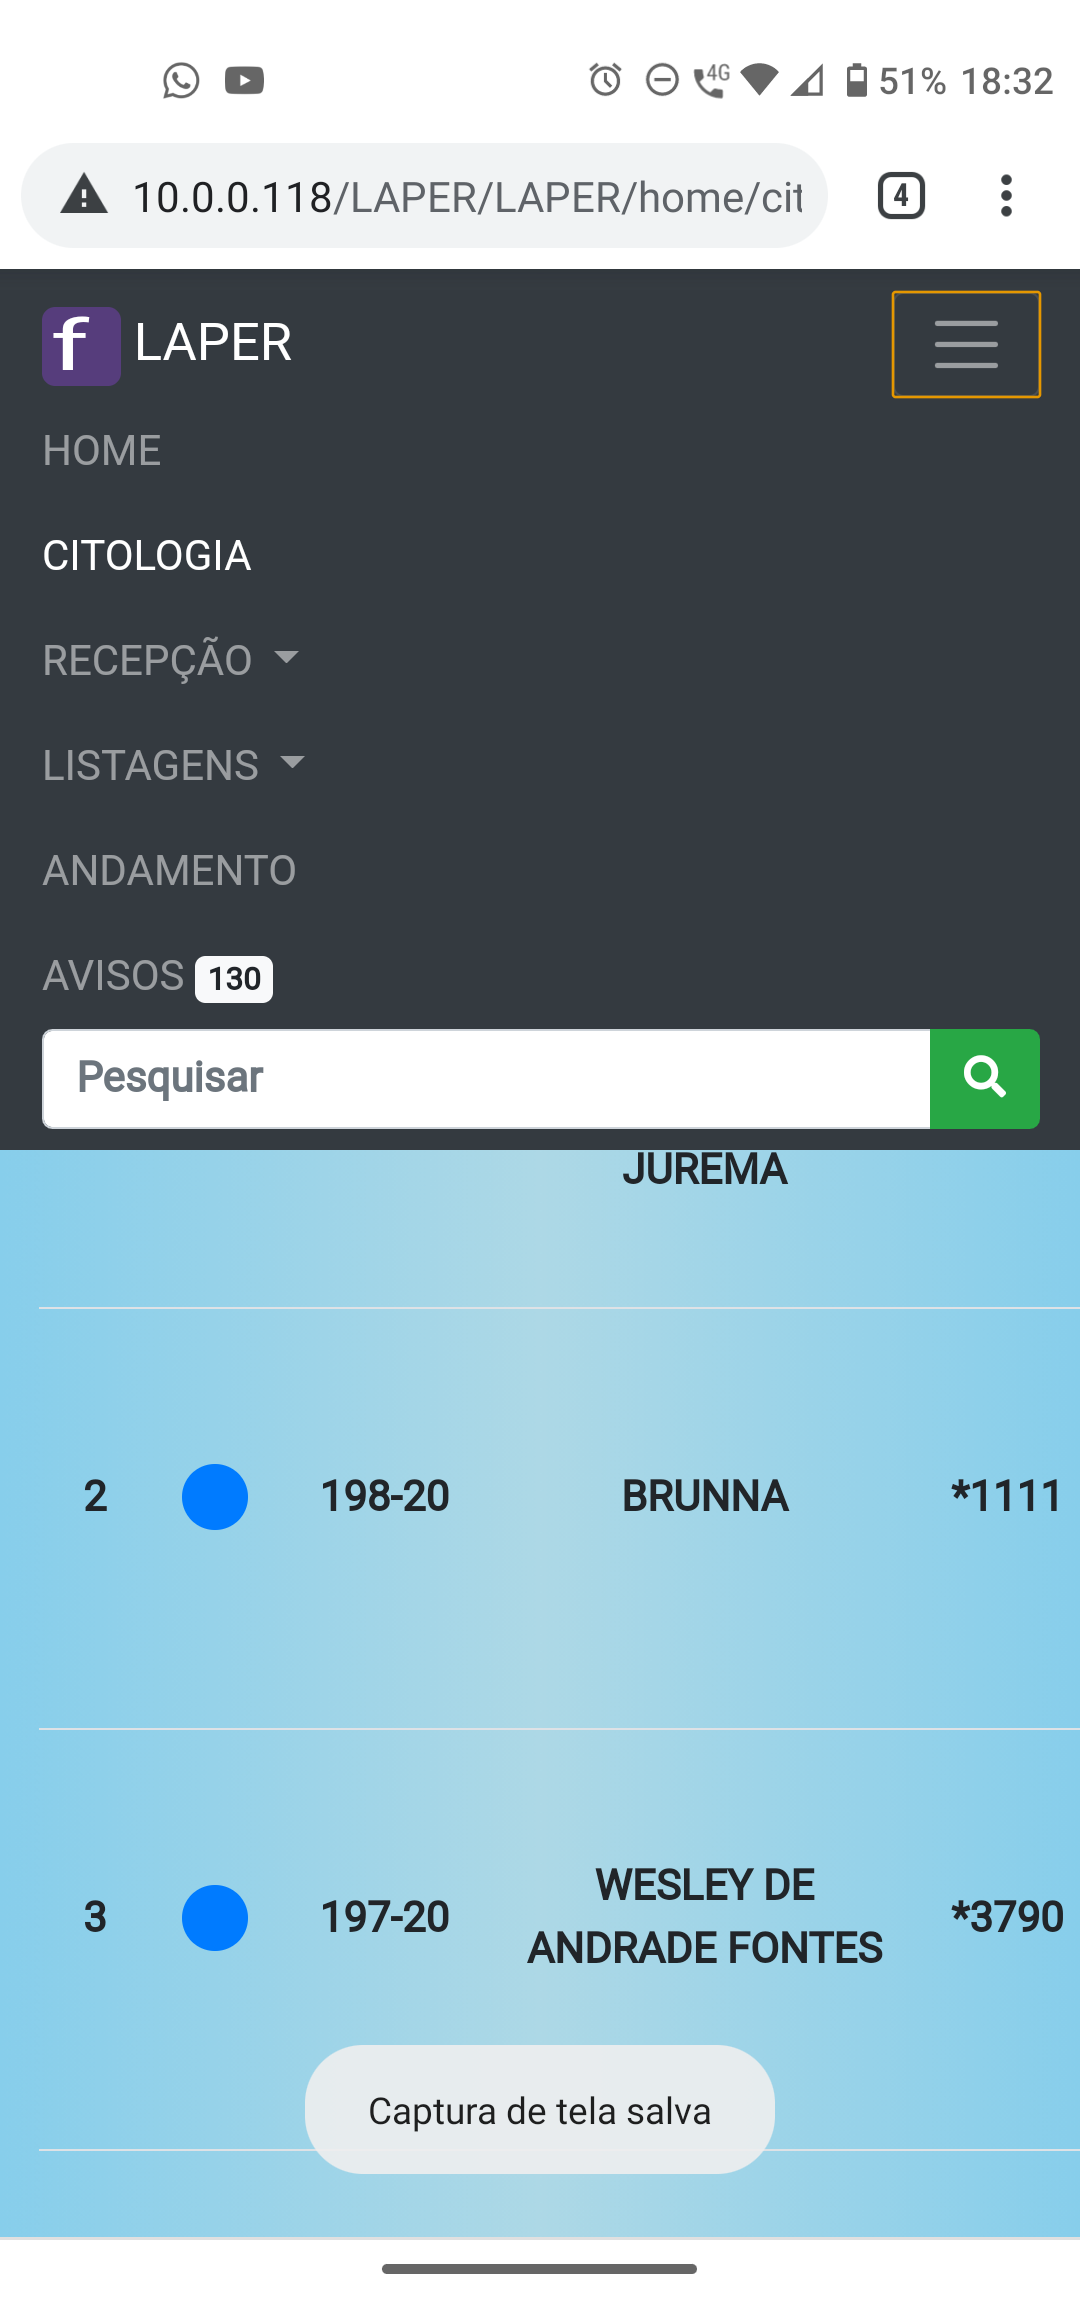 4G 51% 18:32
10.0.0.118/LAPER/LAPER/home/cit
4
f LAPER
HOME
CITOLOGIA
RECEPÇÃO
LISTAGENS
ANDAMENTO
AVISOS 130
Pesquisar
JUREMA
2 198-20 BRUNNA *1111
3 197-20 WESLEY DE ANDRADE FONTES *3790
Captura de tela salva